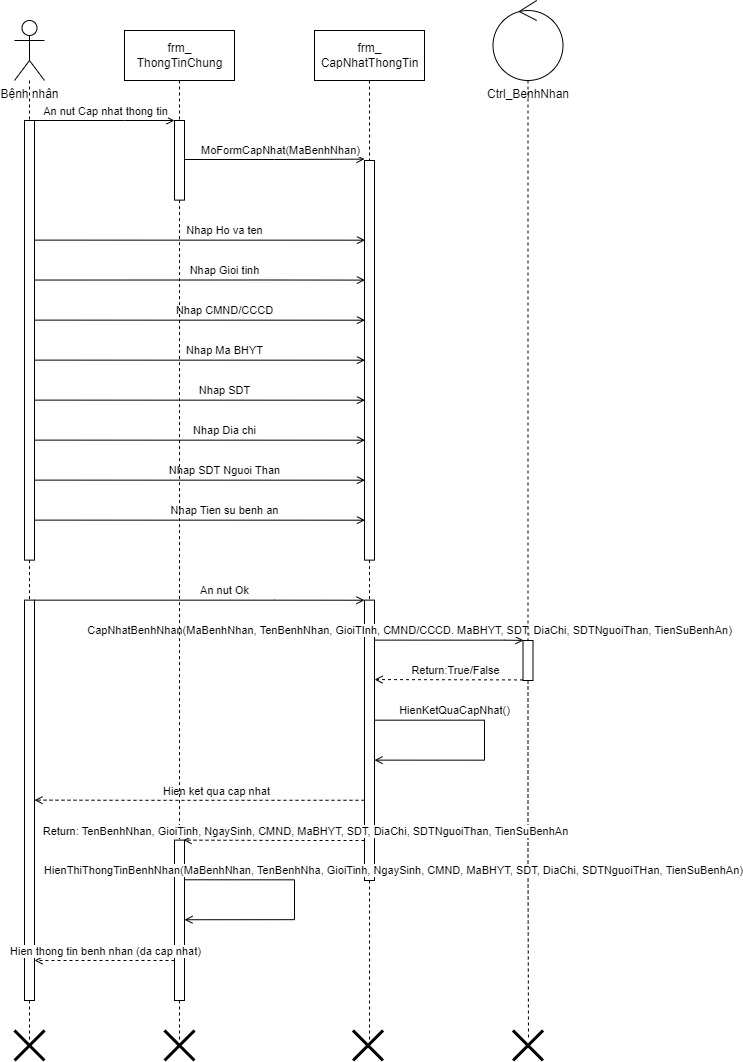 frm_
ThongTinChung
frm_
CapNhatThongTin
Bệnh nhân
Ctrl_BenhNhan
An nut Cap nhat thong tin
MoFormCapNhat(MaBenhNhan)
Nhap Ho va ten
Nhap Gioi tinh
Nhap CMND/CCCD
Nhap Ma BHYT
Nhap SDT
Nhap Dia chi
Nhap SDT Nguoi Than
Nhap Tien su benh an
An nut Ok
CapNhatBenhNhan(MaBenhNhan, TenBenhNhan, GioiTInh, CMND/CCCD. MaBHYT, SDT, DiaChi, SDTNguoiThan, TienSuBenhAn)
Return:True/False
HienKetQuaCapNhat()
Hien ket qua cap nhat
Return: TenBenhNhan, GioiTinh, NgaySinh, CMND, MaBHYT, SDT, DiaChi, SDTNguoiThan, TienSuBenhAn
HienThiThongTinBenhNhan(MaBenhNhan, TenBenhNha, GioiTinh, NgaySinh, CMND, MaBHYT, SDT, DiaChi, SDTNguoiTHan, TienSuBenhAn)
Hien thong tin benh nhan (da cap nhat)